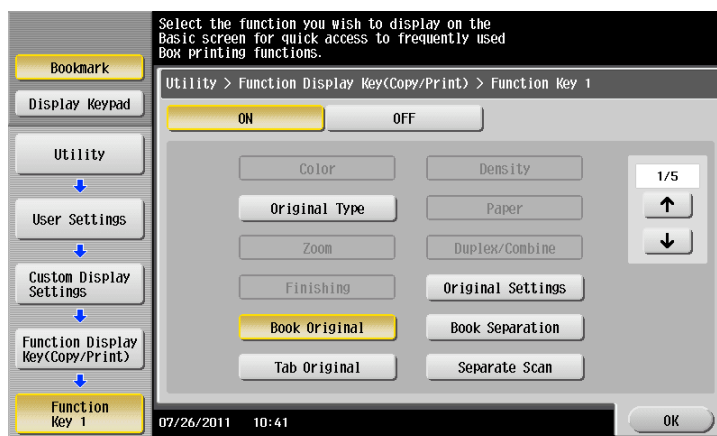 Select the function you wish to display on the
Basic screen for quick access to frequently used
Box printing functions.
Bookmark
Display Keypad
Utility
User Settings
Custom Display
Settings
Function Display
Key(Copy/Print)
Function
Key 1
Utility > Function Display Key(Copy/Print) > Function Key 1
ON OFF
Color Density
Original Type Paper
Zoom Duplex/Combine
Finishing Original Settings
Book Original Book Separation
Tab Original Separate Scan
1/5
07/26/2011 10:41
OK